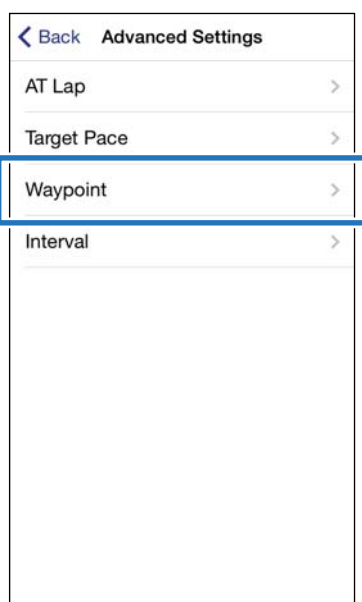 Back Advanced Settings
AT Lap
Target Pace
Waypoint
Interval